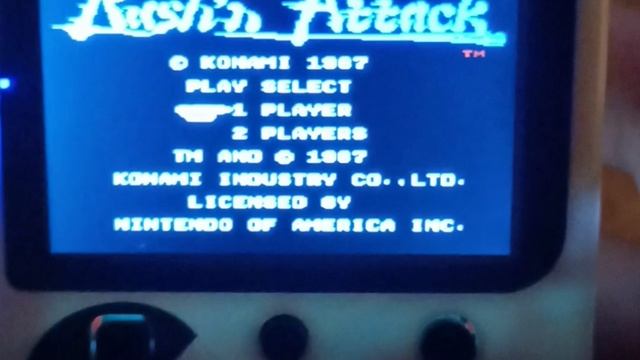 Rush'n Attack
TM
© KONAMI 1987
PLAY SELECT
1 PLAYER
2 PLAYERS
TM AND © 1987
KONAMI INDUSTRY CO.,LTD.
LICENSED BY
NINTENDO OF AMERICA INC.